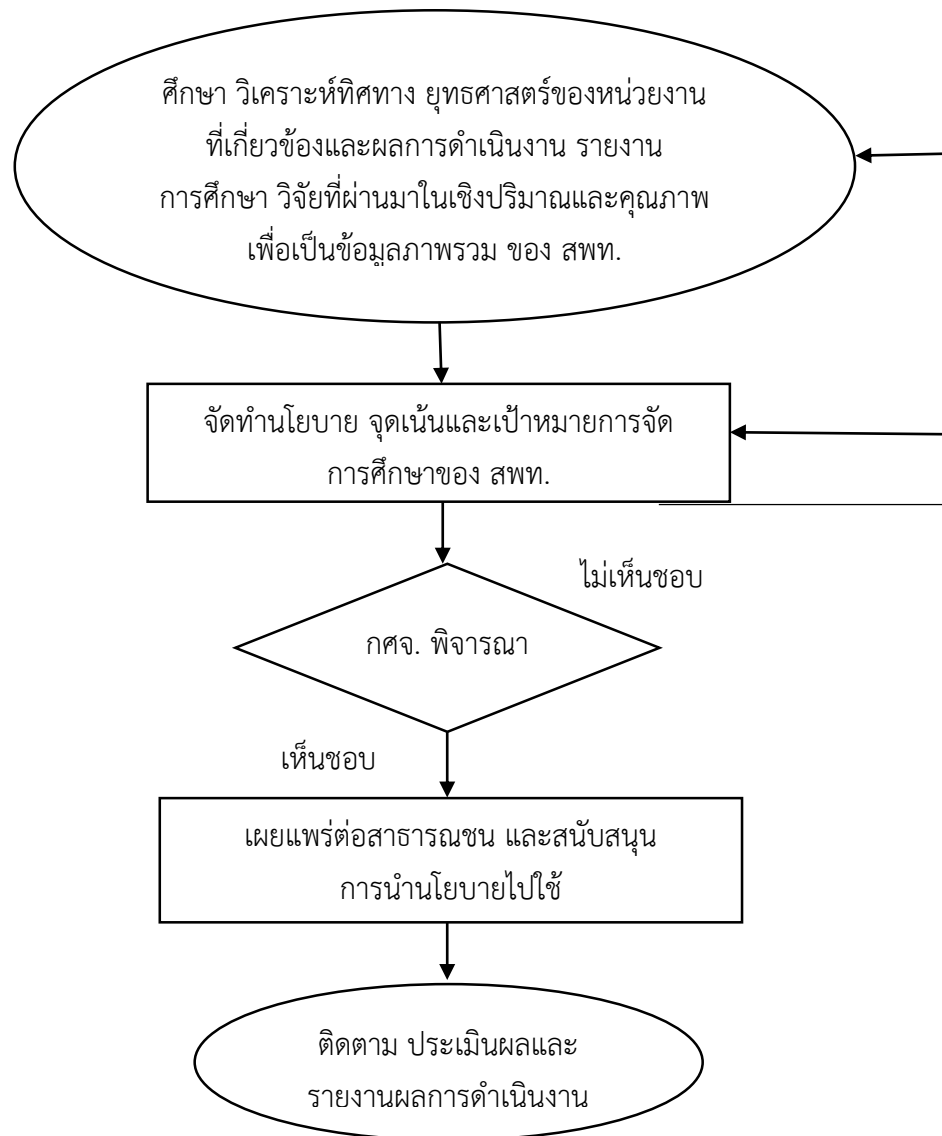 ศึกษา วิเคราะห์ทิศทาง ยุทธศาสตร์ของหน่วยงาน
ที่เกี่ยวข้องและผลการดำเนินงาน รายงาน
การศึกษา วิจัยที่ผ่านมาในเชิงปริมาณและคุณภาพ
เพื่อเป็นข้อมูลภาพรวม ของ สพท.
จัดทำนโยบาย จุดเน้นและเป้าหมายการจัด
การศึกษาของ สพท.
ไม่เห็นชอบ
กศจ. พิจารณา
เห็นชอบ
เผยแพร่ต่อสาธารณชน และสนับสนุน
การนำนโยบายไปใช้
ติดตาม ประเมินผลและ
รายงานผลการดำเนินงาน